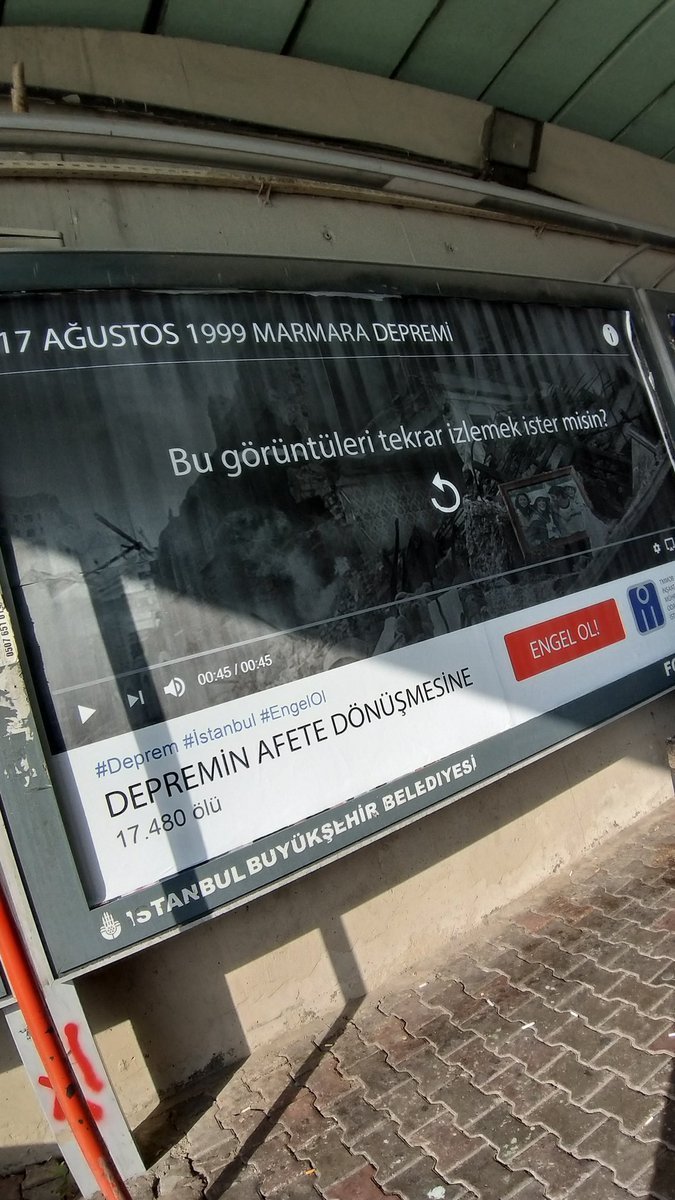 17 AĞUSTOS 1999 MARMARA DEPREMİ
i
Bu görüntüleri tekrar izlemek ister misin?
00:45 / 00:45
#Deprem #İstanbul #EngelOl
DEPREMİN AFETE DÖNÜŞMESİNE
17.480 ölü
ENGEL OL!
TMMOB
İSTANBUL BÜYÜKŞEHİR BELEDİYESİ